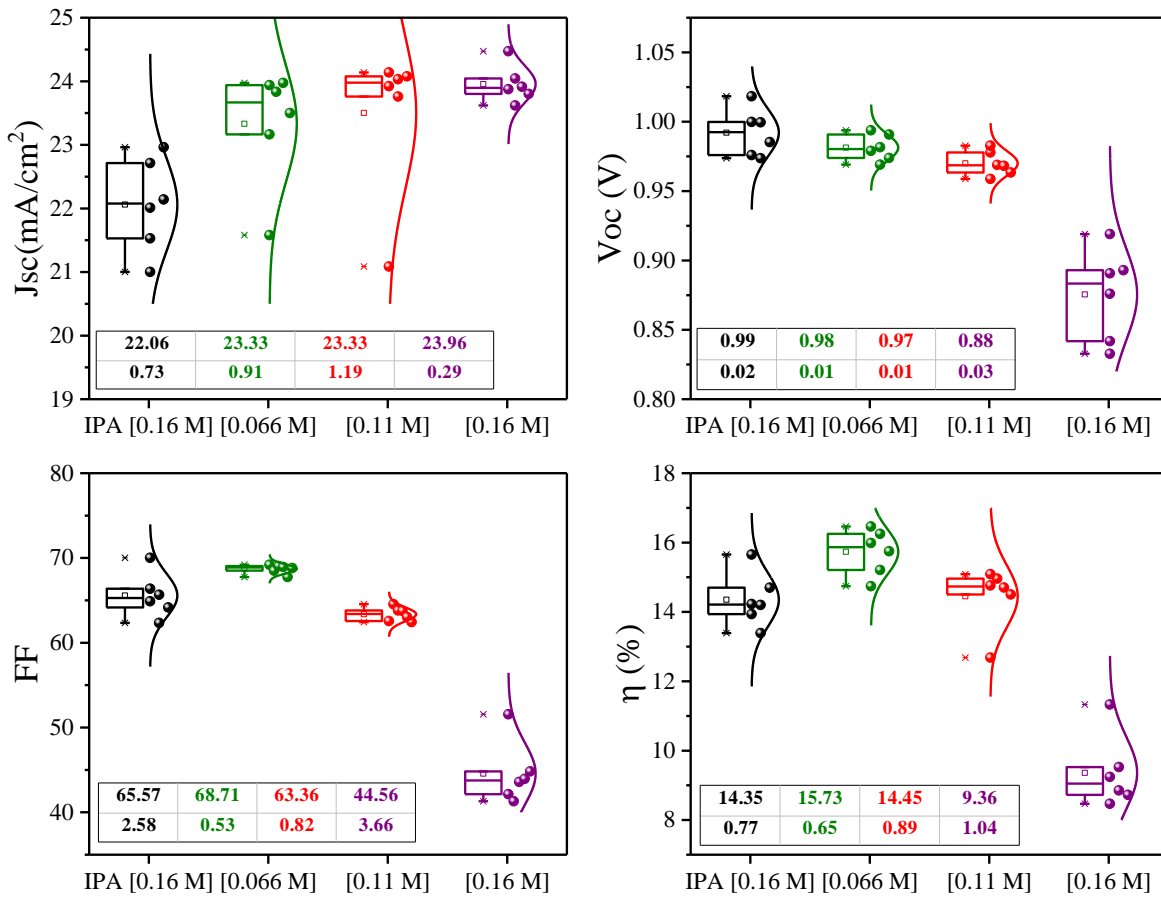 25
24
23
22
21
20
19
Jsc(mA/cm²)
22.06 23.33 23.33 23.96
0.73 0.91 1.19 0.29
IPA [0.16 M] [0.066 M] [0.11 M] [0.16 M]
1.05
1.00
0.95
0.90
0.85
0.80
Voc (V)
0.99 0.98 0.97 0.88
0.02 0.01 0.01 0.03
IPA [0.16 M] [0.066 M] [0.11 M] [0.16 M]
80
70
60
50
40
FF
65.57 68.71 63.36 44.56
2.58 0.53 0.82 3.66
IPA [0.16 M] [0.066 M] [0.11 M] [0.16 M]
18
16
14
12
10
8
η (%)
14.35 15.73 14.45 9.36
0.77 0.65 0.89 1.04
IPA [0.16 M] [0.066 M] [0.11 M] [0.16 M]